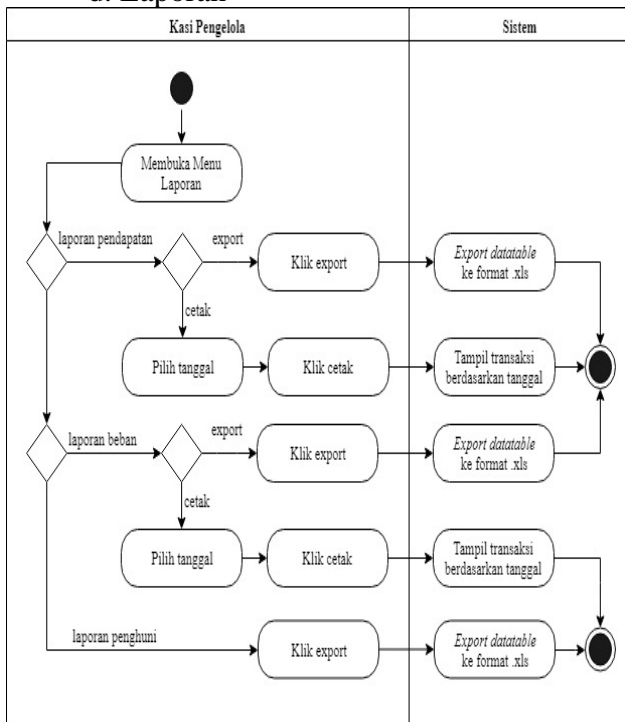 d. Laporan
Kasi Pengelola
Sistem
Membuka Menu
Laporan
laporan pendapatan
export
Klik export
Export datatable
ke format .xls
cetak
Pilih tanggal
Klik cetak
Tampil transaksi
berdasarkan tanggal
laporan beban
export
Klik export
Export datatable
ke format .xls
cetak
Pilih tanggal
Klik cetak
Tampil transaksi
berdasarkan tanggal
laporan penghuni
Klik export
Export datatable
ke format .xls